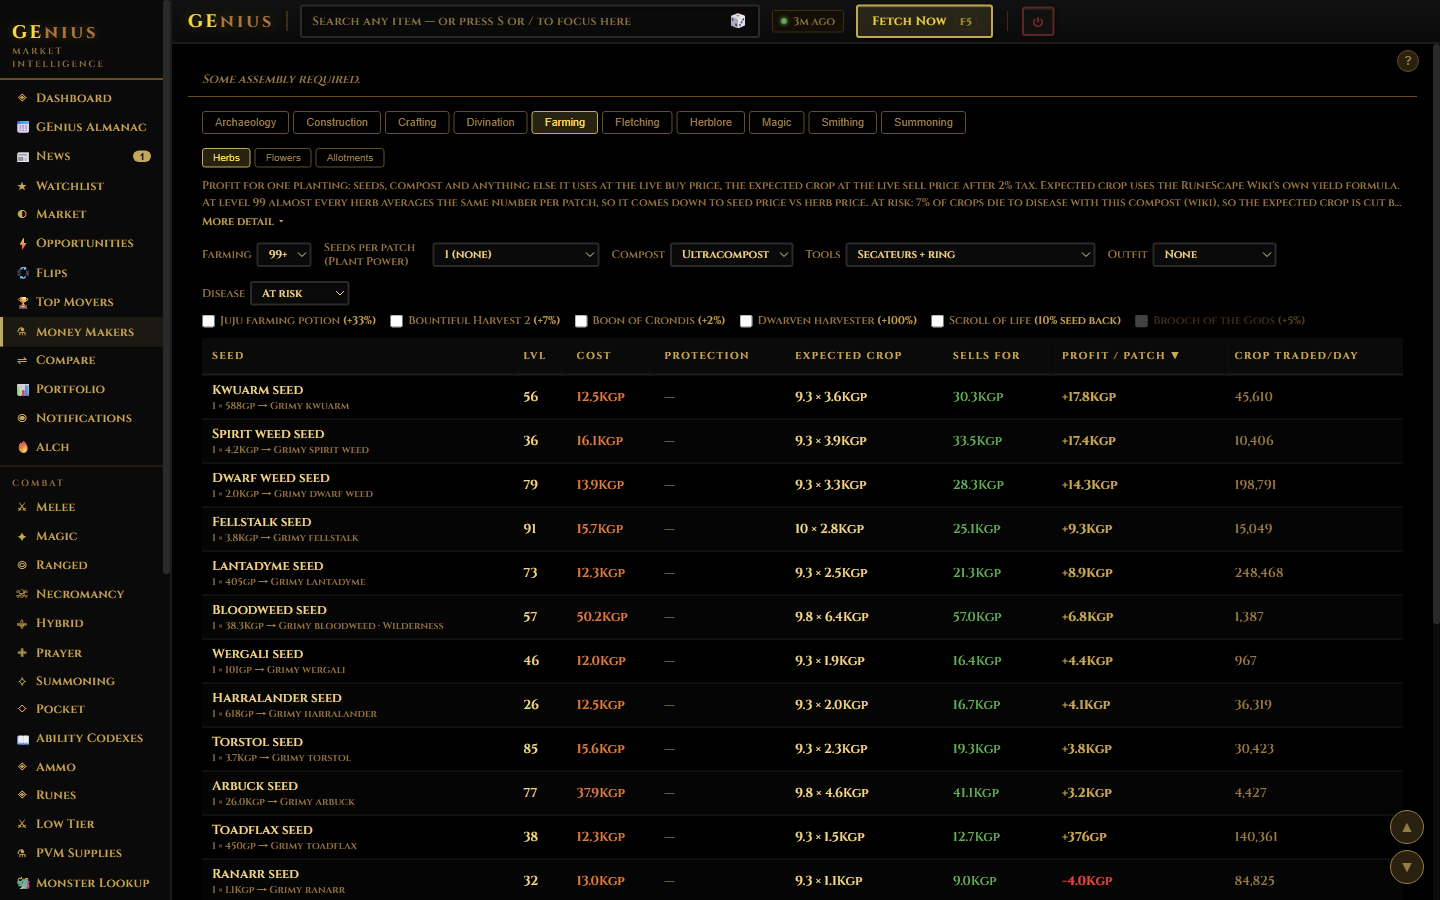 GENIUS
MARKET
INTELLIGENCE
DASHBOARD
GENIUS ALMANAC
NEWS 1
WATCHLIST
MARKET
OPPORTUNITIES
FLIPS
TOP MOVERS
MONEY MAKERS
COMPARE
PORTFOLIO
NOTIFICATIONS
ALCH
COMBAT
MELEE
MAGIC
RANGED
NECROMANCY
HYBRID
PRAYER
SUMMONING
POCKET
ABILITY CODEXES
AMMO
RUNES
LOW TIER
PVM SUPPLIES
MONSTER LOOKUP
GENIUS
SEARCH ANY ITEM — OR PRESS S OR / TO FOCUS HERE
3M AGO
FETCH NOW F5
?
SOME ASSEMBLY REQUIRED.
Archaeology Construction Crafting Divination Farming Fletching Herblore Magic Smithing Summoning
Herbs Flowers Allotments
PROFIT FOR ONE PLANTING: SEEDS, COMPOST AND ANYTHING ELSE IT USES AT THE LIVE BUY PRICE, THE EXPECTED CROP AT THE LIVE SELL PRICE AFTER 2% TAX. EXPECTED CROP USES THE RUNESCAPE WIKI'S OWN YIELD FORMULA.
AT LEVEL 99 ALMOST EVERY HERB AVERAGES THE SAME NUMBER PER PATCH, SO IT COMES DOWN TO SEED PRICE VS HERB PRICE. AT RISK: 7% OF CROPS DIE TO DISEASE WITH THIS COMPOST (WIKI), SO THE EXPECTED CROP IS CUT B...
MORE DETAIL
FARMING 99+ SEEDS PER PATCH (PLANT POWER) 1 (NONE) COMPOST ULTRACOMPOST TOOLS SECATEURS + RING OUTFIT NONE
DISEASE AT RISK
JUJU FARMING POTION (+33%) BOUNTIFUL HARVEST 2 (+7%) BOON OF CRONDIS (+2%) DWARVEN HARVESTER (+100%) SCROLL OF LIFE (10% SEED BACK) BROOCH OF THE GODS (+5%)
SEED LVL COST PROTECTION EXPECTED CROP SELLS FOR PROFIT / PATCH ▼ CROP TRADED/DAY
KWUARM SEED 56 12.5KGP — 9.3 × 3.6KGP 30.3KGP +17.8KGP 45,610
1 × 588GP → GRIMY KWUARM
SPIRIT WEED SEED 36 16.1KGP — 9.3 × 3.9KGP 33.5KGP +17.4KGP 10,406
1 × 4.2KGP → GRIMY SPIRIT WEED
DWARF WEED SEED 79 13.9KGP — 9.3 × 3.3KGP 28.3KGP +14.3KGP 198,791
1 × 2.0KGP → GRIMY DWARF WEED
FELLSTALK SEED 91 15.7KGP — 10 × 2.8KGP 25.1KGP +9.3KGP 15,049
1 × 3.8KGP → GRIMY FELLSTALK
LANTADYME SEED 73 12.3KGP — 9.3 × 2.5KGP 21.3KGP +8.9KGP 248,468
1 × 405GP → GRIMY LANTADYME
BLOODWEED SEED 57 50.2KGP — 9.8 × 6.4KGP 57.0KGP +6.8KGP 1,387
1 × 38.3KGP → GRIMY BLOODWEED · WILDERNESS
WERGALI SEED 46 12.0KGP — 9.3 × 1.9KGP 16.4KGP +4.4KGP 967
1 × 101GP → GRIMY WERGALI
HARRALANDER SEED 26 12.5KGP — 9.3 × 2.0KGP 16.7KGP +4.1KGP 36,319
1 × 618GP → GRIMY HARRALANDER
TORSTOL SEED 85 15.6KGP — 9.3 × 2.3KGP 19.3KGP +3.8KGP 30,423
1 × 3.7KGP → GRIMY TORSTOL
ARBUCK SEED 77 37.9KGP — 9.8 × 4.6KGP 41.1KGP +3.2KGP 4,427
1 × 26.0KGP → GRIMY ARBUCK
TOADFLAX SEED 38 12.3KGP — 9.3 × 1.5KGP 12.7KGP +376GP 140,361
1 × 450GP → GRIMY TOADFLAX
RANARR SEED 32 13.0KGP — 9.3 × 1.1KGP 9.0KGP -4.0KGP 84,825
1 × 1.1KGP → GRIMY RANARR